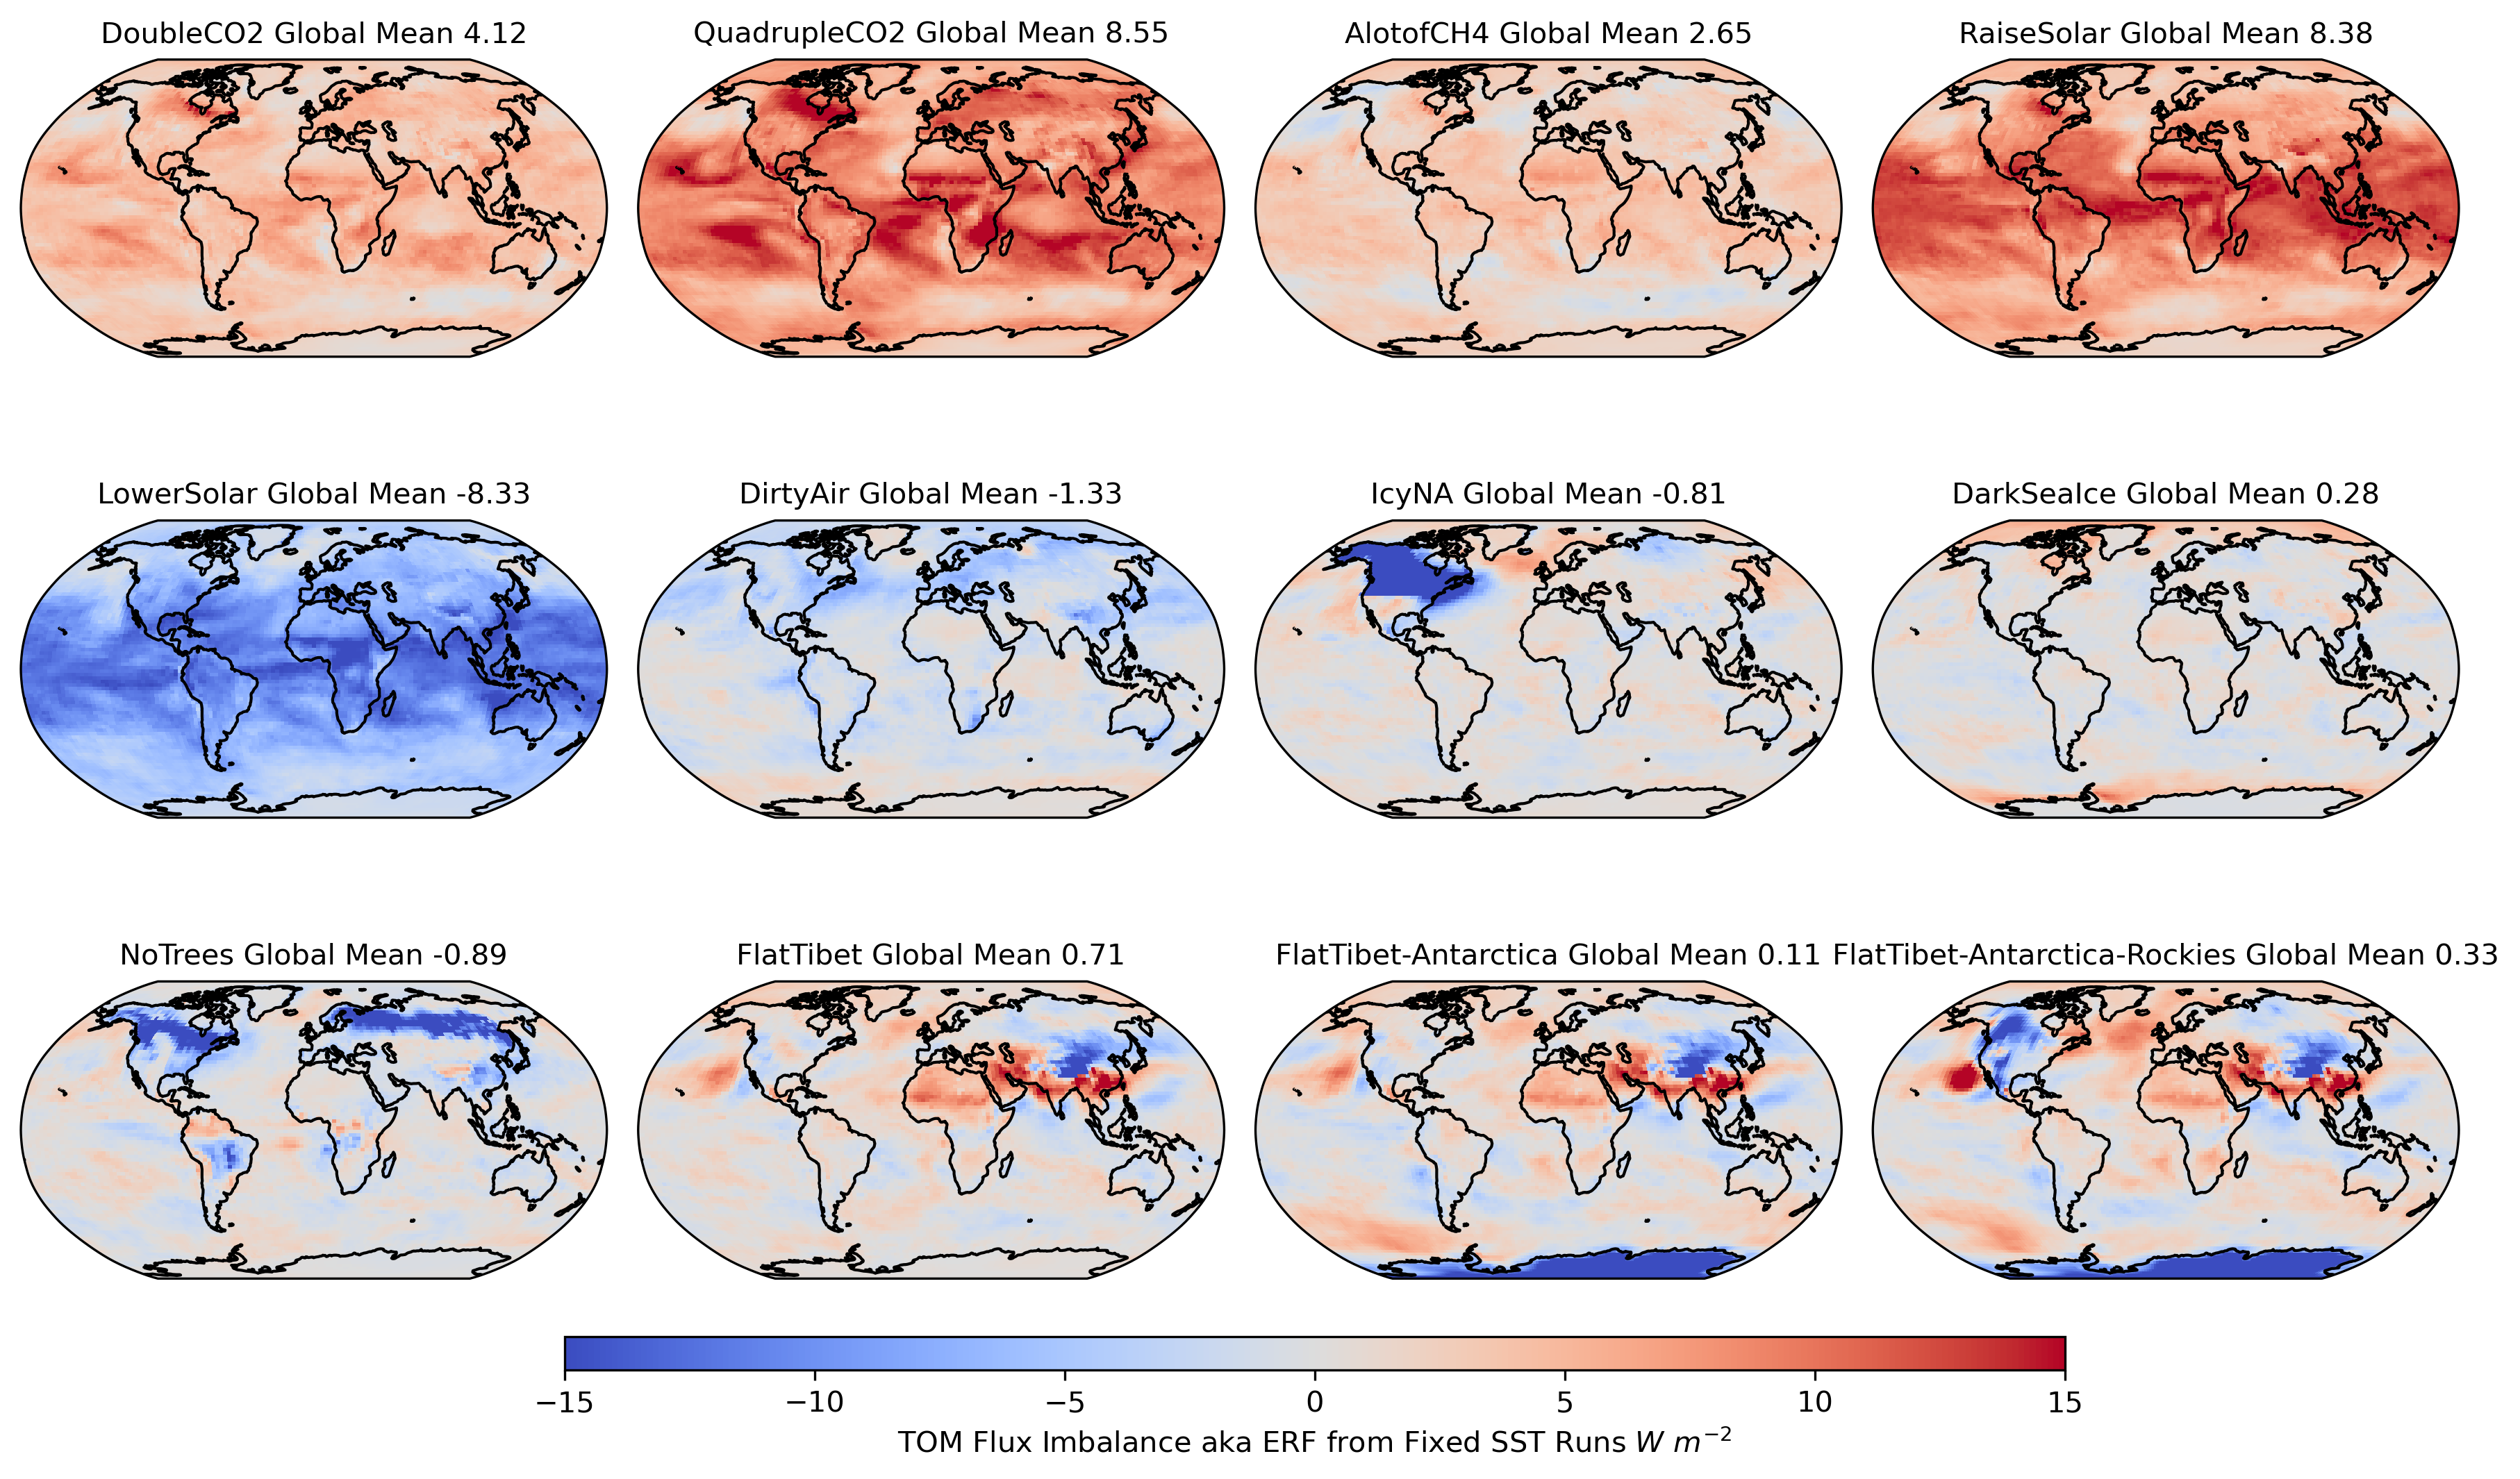 DoubleCO2 Global Mean 4.12
QuadrupleCO2 Global Mean 8.55
AlotofCH4 Global Mean 2.65
RaiseSolar Global Mean 8.38
LowerSolar Global Mean -8.33
DirtyAir Global Mean -1.33
IcyNA Global Mean -0.81
DarkSeaIce Global Mean 0.28
NoTrees Global Mean -0.89
FlatTibet Global Mean 0.71
FlatTibet-Antarctica Global Mean 0.11
FlatTibet-Antarctica-Rockies Global Mean 0.33
−15 −10 −5 0 5 10 15
TOM Flux Imbalance aka ERF from Fixed SST Runs W m⁻²